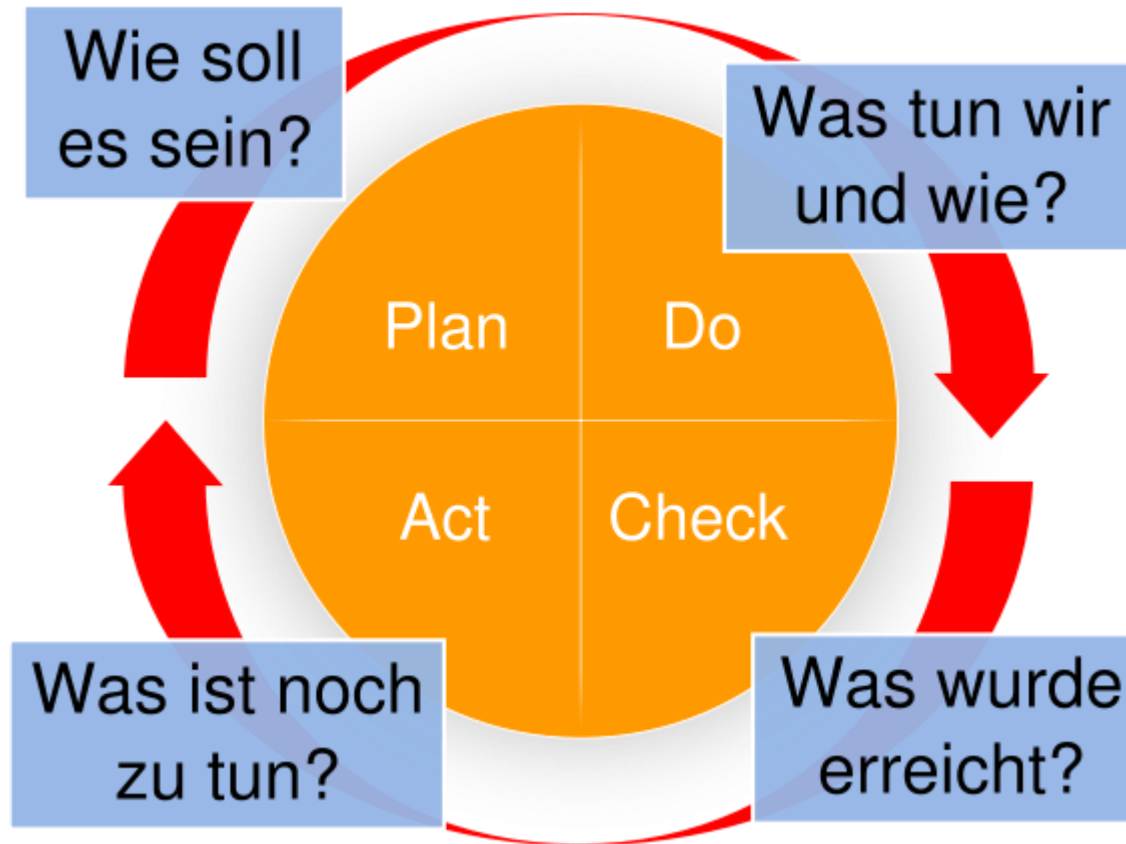 Wie soll
es sein?
Was tun wir
und wie?
Plan
Do
Act
Check
Was ist noch
zu tun?
Was wurde
erreicht?